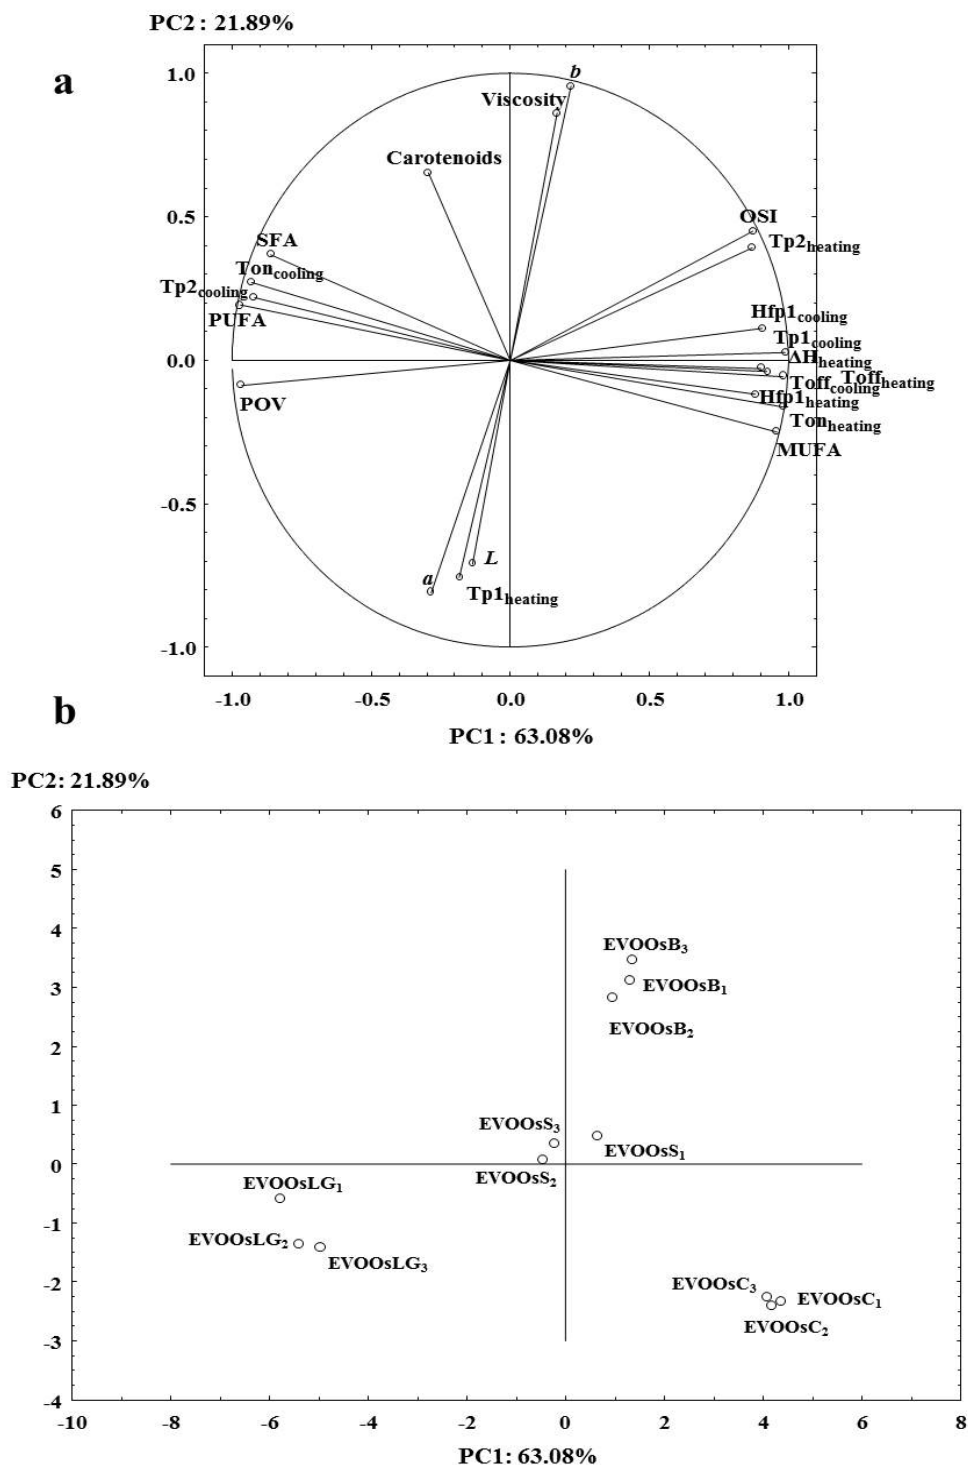 PC2 : 21.89%
a
1.0
b
Viscosity
Carotenoids
0.5
OSI
SFA
Tp2heating
Toncooling
Tp2cooling
Hfp1cooling
PUFA
Tp1cooling
0.0
ΔHheating
Toffcooling
Toffheating
POV
Hfp1heating
Tonheating
MUFA
-0.5
L
a
Tp1heating
-1.0
-1.0 -0.5 0.0 0.5 1.0
PC1 : 63.08%
b
PC2: 21.89%
6
5
4
EVOOsB3
3
EVOOsB1
EVOOsB2
2
1
EVOOsS3
EVOOsS1
0
EVOOsS2
EVOOsLG1
-1
EVOOsLG2
EVOOsLG3
-2
EVOOsC3
EVOOsC1
EVOOsC2
-3
-4
-10 -8 -6 -4 -2 0 2 4 6 8
PC1: 63.08%